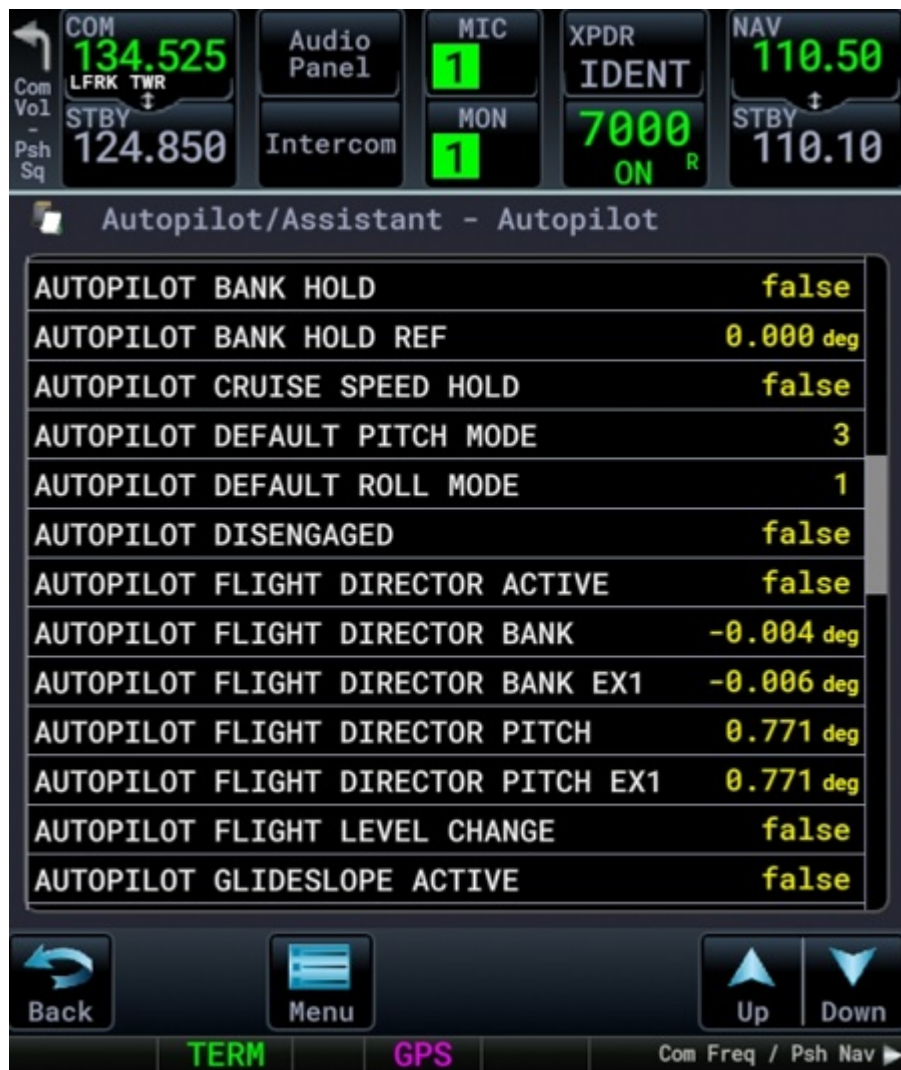 COM
134.525
LFRK TWR
STBY
124.850
Com
Vol
-
Psh
Sq
Audio
Panel
Intercom
MIC
1
MON
1
XPDR
IDENT
7000
ON R
NAV
110.50
STBY
110.10
Autopilot/Assistant - Autopilot
AUTOPILOT BANK HOLD false
AUTOPILOT BANK HOLD REF 0.000 deg
AUTOPILOT CRUISE SPEED HOLD false
AUTOPILOT DEFAULT PITCH MODE 3
AUTOPILOT DEFAULT ROLL MODE 1
AUTOPILOT DISENGAGED false
AUTOPILOT FLIGHT DIRECTOR ACTIVE false
AUTOPILOT FLIGHT DIRECTOR BANK -0.004 deg
AUTOPILOT FLIGHT DIRECTOR BANK EX1 -0.006 deg
AUTOPILOT FLIGHT DIRECTOR PITCH 0.771 deg
AUTOPILOT FLIGHT DIRECTOR PITCH EX1 0.771 deg
AUTOPILOT FLIGHT LEVEL CHANGE false
AUTOPILOT GLIDESLOPE ACTIVE false
Back
Menu
Up
Down
TERM GPS Com Freq / Psh Nav